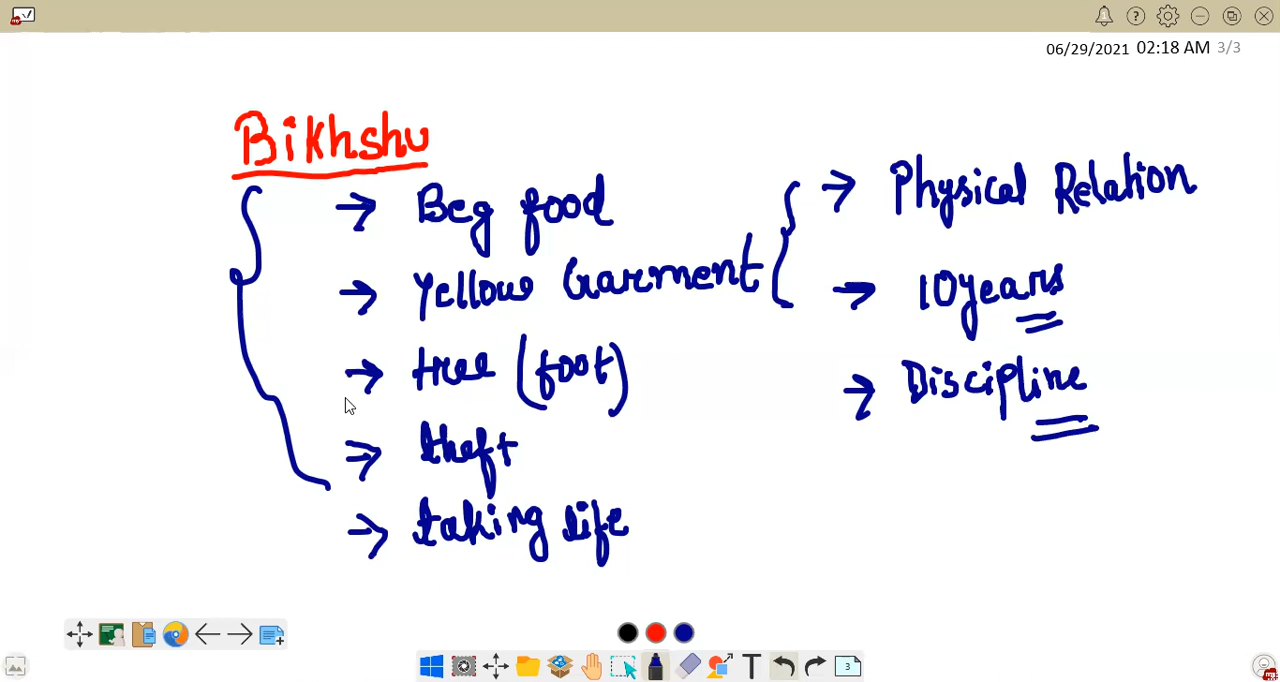 06/29/2021 02:18 AM 3/3
Bikhshu
→ Beg food
→ Yellow Garment
→ tree (foot)
→ theft
→ taking life
→ Physical Relation
→ 10years
→ Discipline
T
3